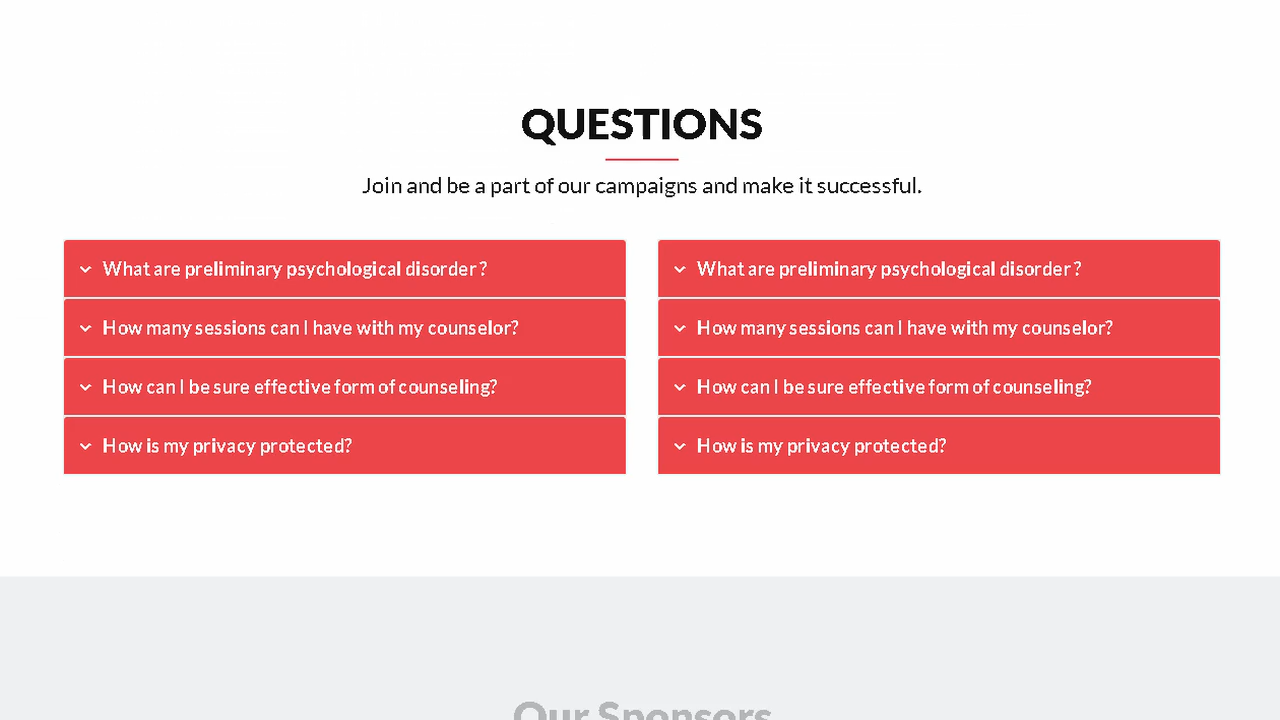 QUESTIONS
Join and be a part of our campaigns and make it successful.
What are preliminary psychological disorder ?
How many sessions can I have with my counselor?
How can I be sure effective form of counseling?
How is my privacy protected?
What are preliminary psychological disorder ?
How many sessions can I have with my counselor?
How can I be sure effective form of counseling?
How is my privacy protected?
Our Sponsors